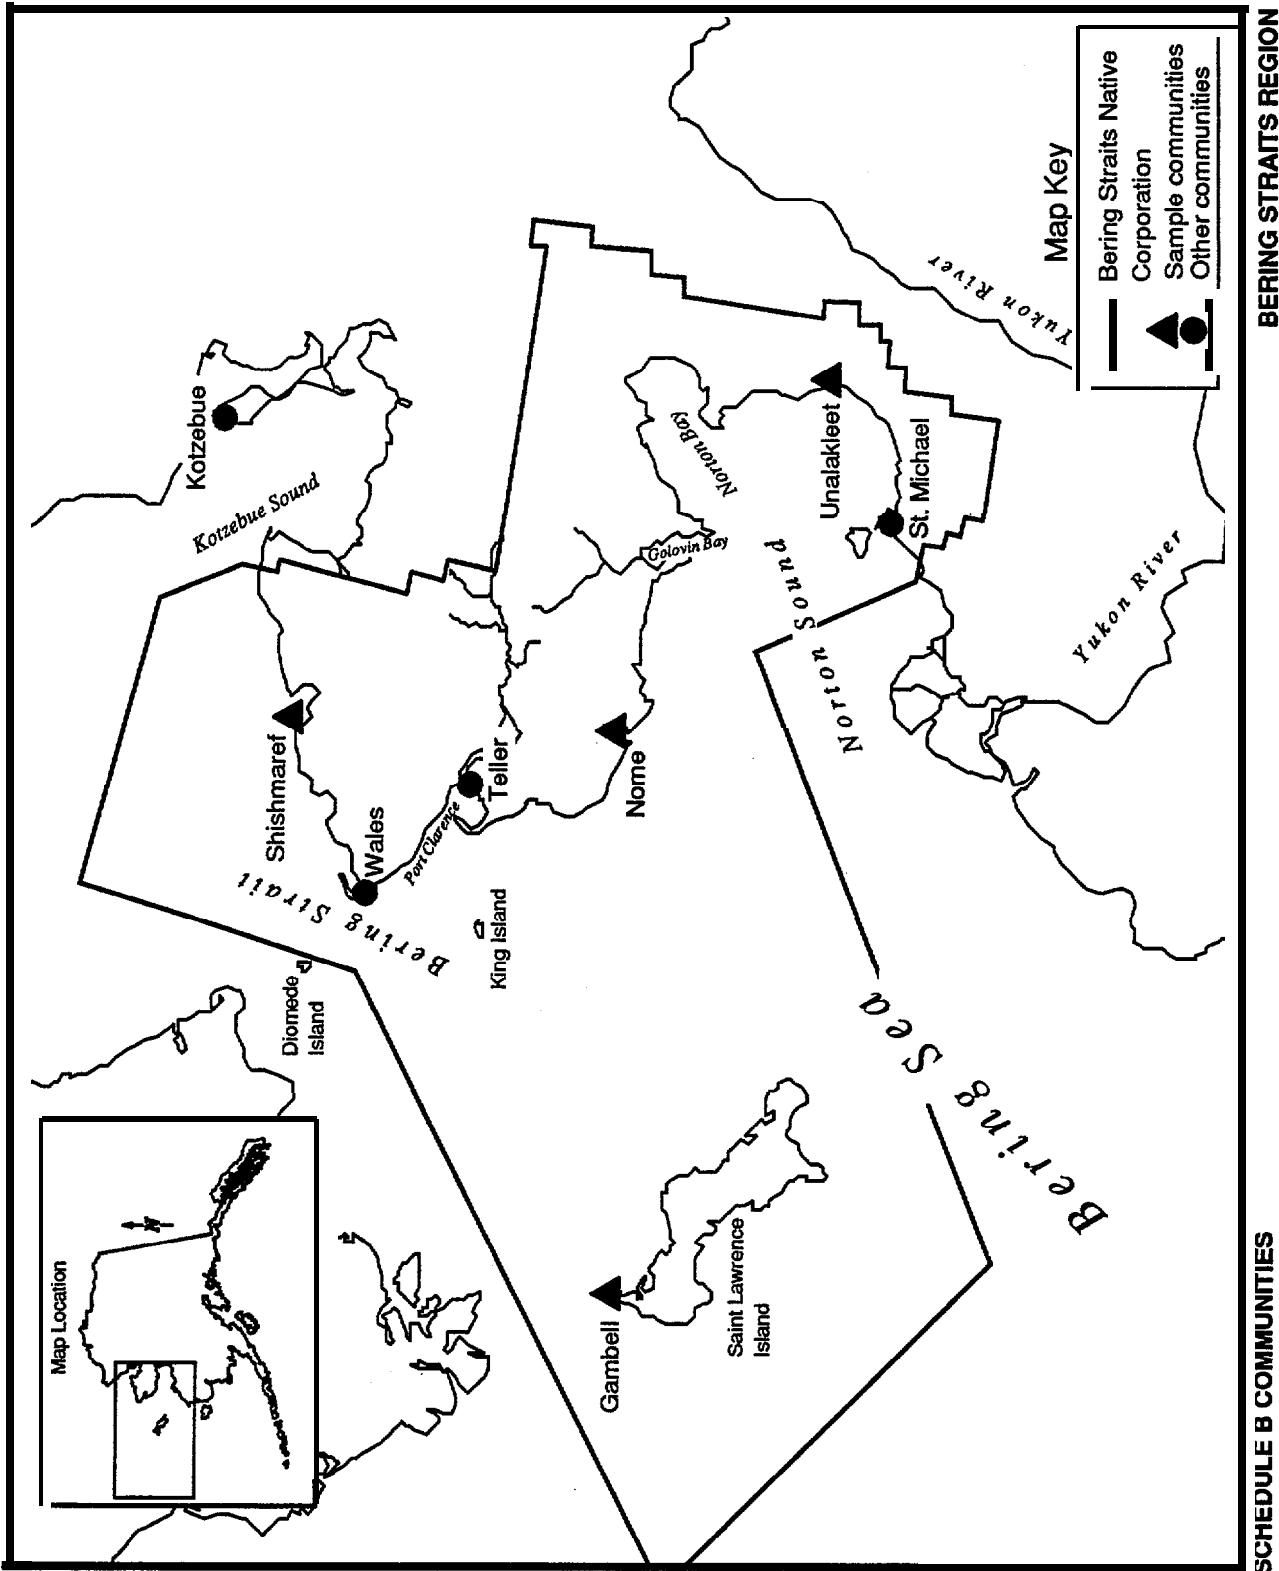 SCHEDULE B COMMUNITIES
BERING STRAITS REGION
Map Location
N
Diomede
Island
Bering Strait
King Island
Shishmaref
Wales
Port Clarence
Teller
Nome
Kotzebue
Kotzebue Sound
Golovin Bay
Norton Bay
Norton Sound
Unalakleet
St. Michael
Yukon River
Yukon River
Gambell
Saint Lawrence
Island
Bering Sea
Map Key
Bering Straits Native
Corporation
Sample communities
Other communities